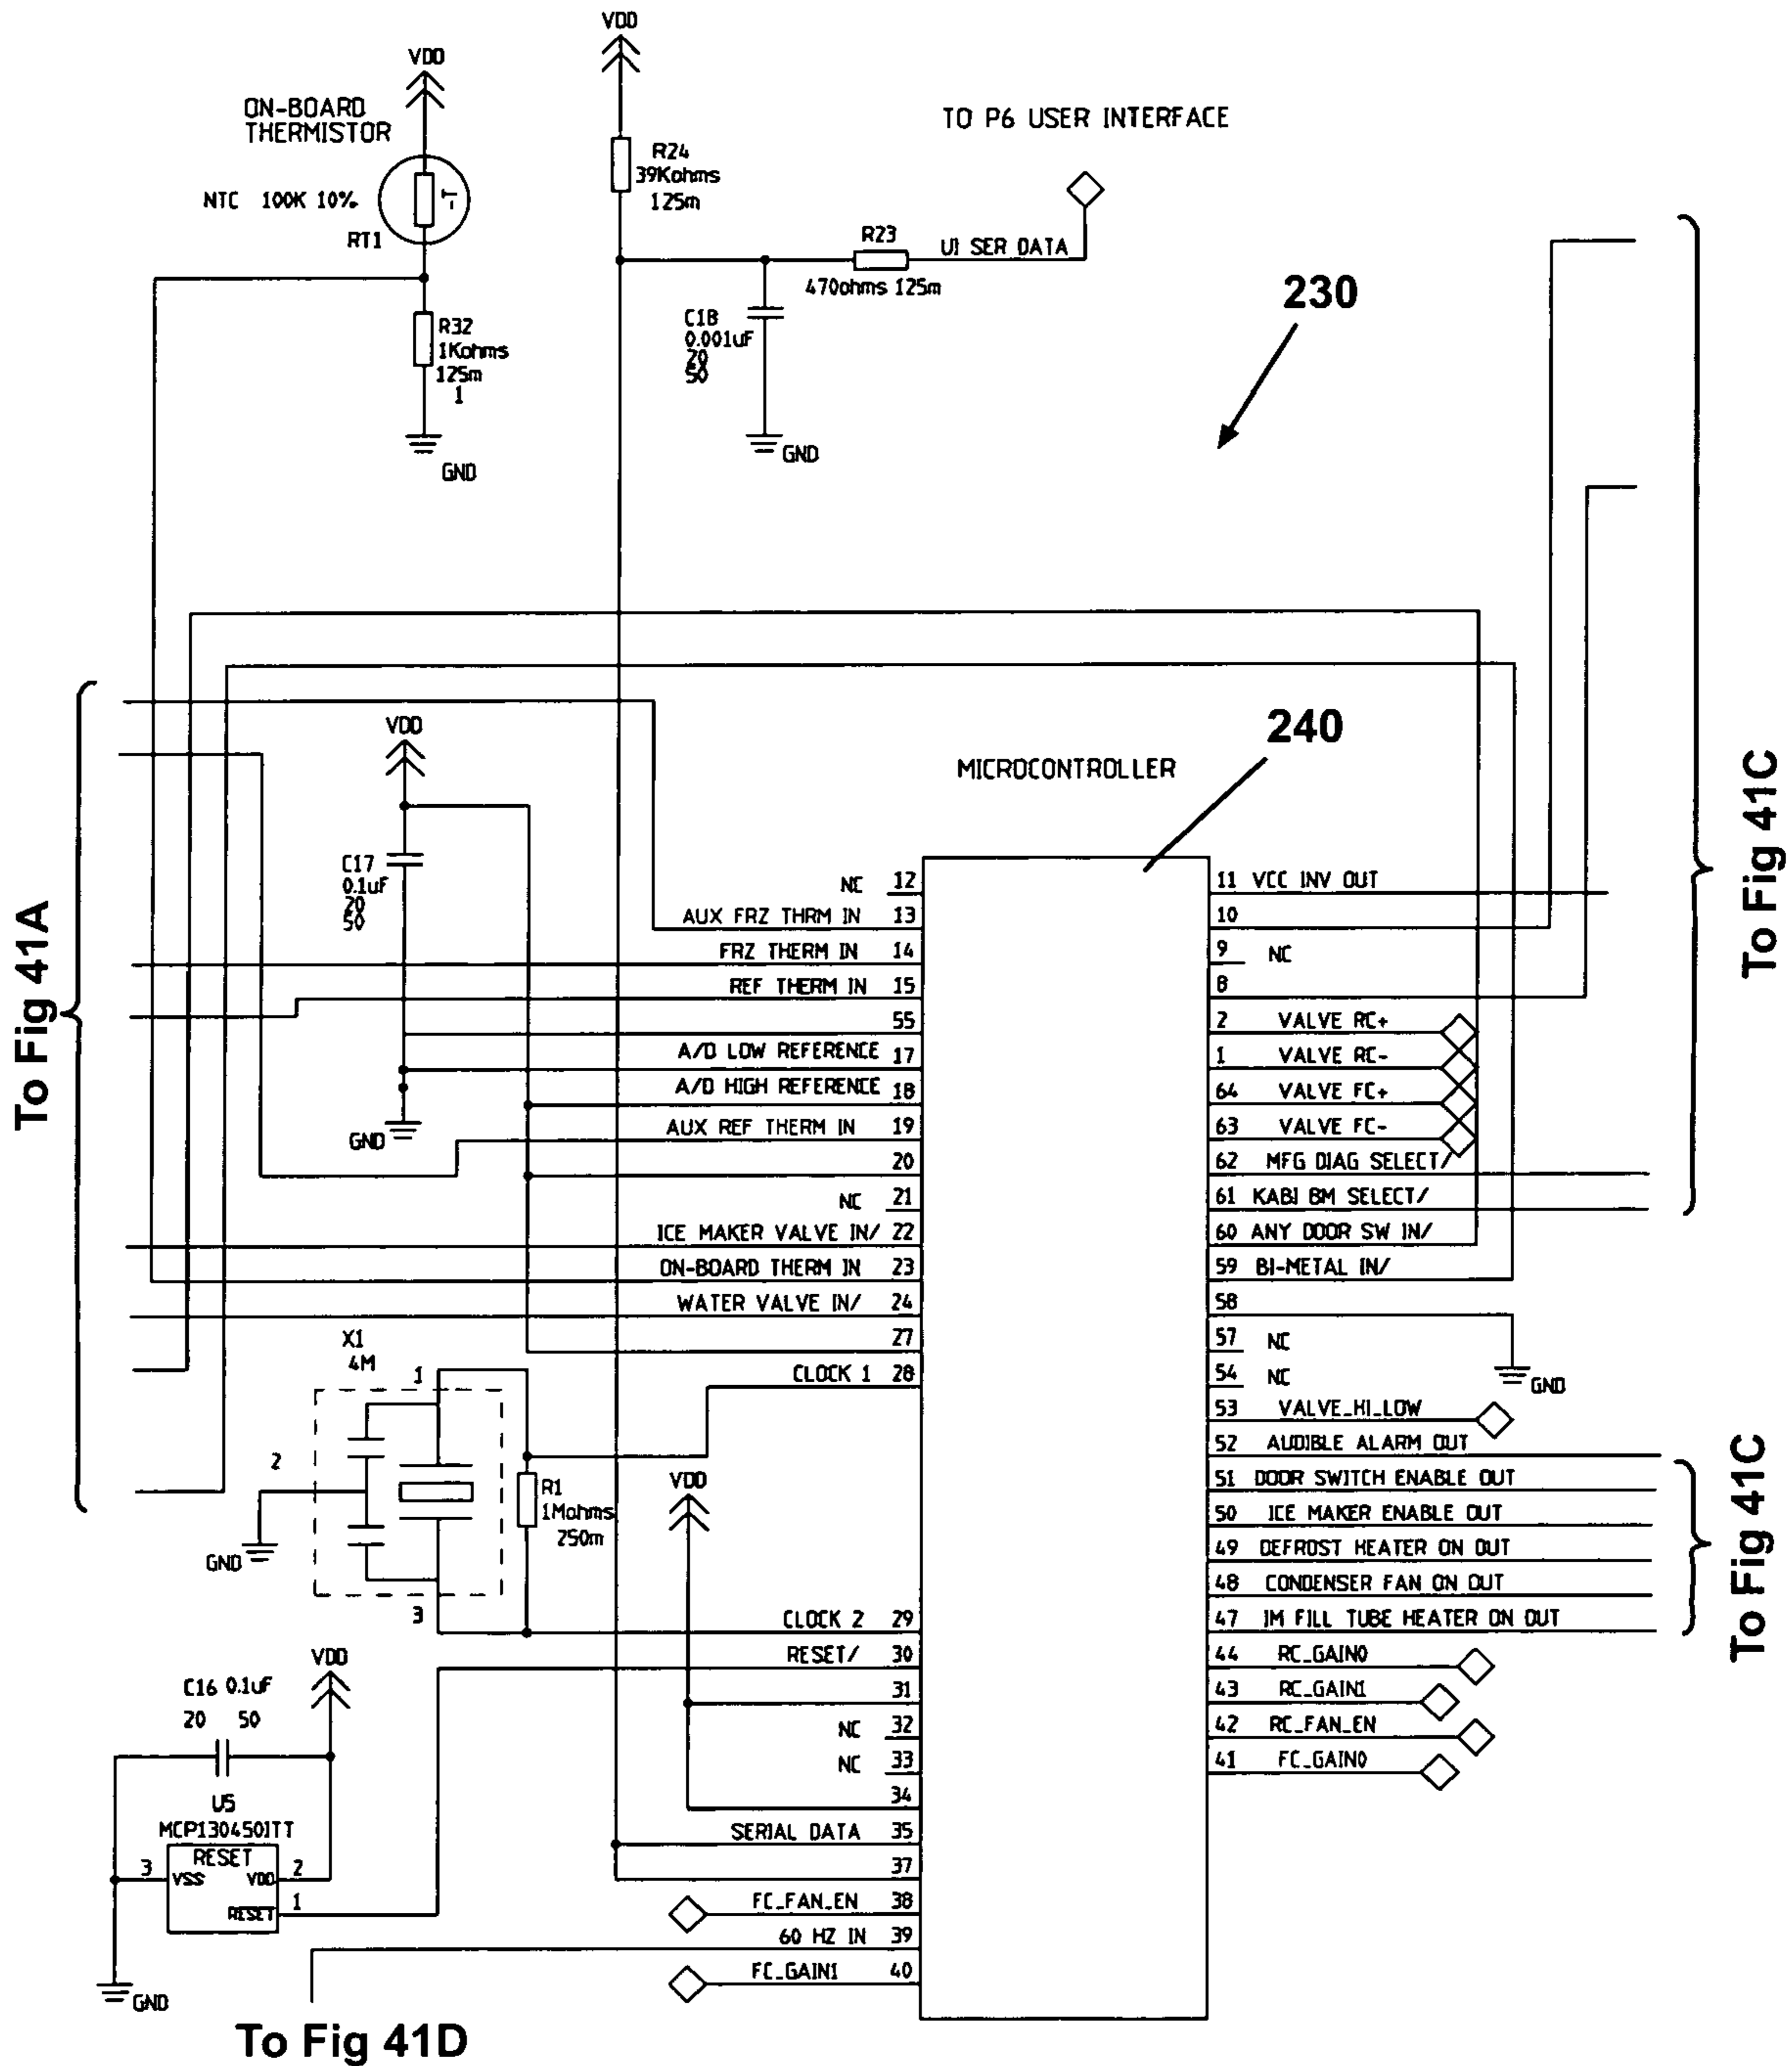 VDD
VDD
ON-BOARD
THERMISTOR
TO P6 USER INTERFACE
R24
39Kohms
125m
NTC 100K 10%
-T
RT1
R23
UI SER DATA
470ohms 125m
230
C18
0.001uF
20
50
R32
1Kohms
125m
1
GND
GND
To Fig 41A
To Fig 41C
VDD
240
MICROCONTROLLER
C17
0.1uF
20
50
GND
NC 12
AUX FRZ THRM IN 13
FRZ THERM IN 14
REF THERM IN 15
55
A/D LOW REFERENCE 17
A/D HIGH REFERENCE 18
AUX REF THERM IN 19
20
NC 21
ICE MAKER VALVE IN/ 22
ON-BOARD THERM IN 23
WATER VALVE IN/ 24
27
CLOCK 1 28
CLOCK 2 29
RESET/ 30
31
NC 32
NC 33
34
SERIAL DATA 35
37
FC_FAN_EN 38
60 HZ IN 39
FC_GAIN1 40
11 VCC INV OUT
10
9 NC
8
2 VALVE RC+
1 VALVE RC-
64 VALVE FC+
63 VALVE FC-
62 MFG DIAG SELECT/
61 KABI BM SELECT/
60 ANY DOOR SW IN/
59 BI-METAL IN/
58
57 NC
54 NC
GND
53 VALVE_HI_LOW
52 AUDIBLE ALARM OUT
51 DOOR SWITCH ENABLE OUT
50 ICE MAKER ENABLE OUT
49 DEFROST HEATER ON OUT
48 CONDENSER FAN ON OUT
47 IM FILL TUBE HEATER ON OUT
44 RC_GAIN0
43 RC_GAIN1
42 RC_FAN_EN
41 FC_GAIN0
To Fig 41C
X1
4M
1
2
3
GND
R1
1Mohms
250m
VDD
VDD
C16 0.1uF
20 50
U5
MCP130450ITT
RESET
3 VSS VDD 2
RESET 1
GND
To Fig 41D